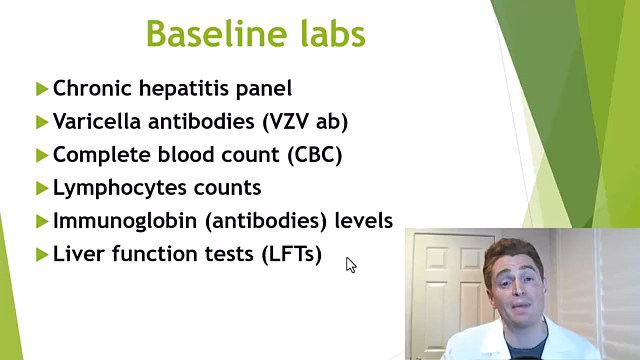 Baseline labs
Chronic hepatitis panel
Varicella antibodies (VZV ab)
Complete blood count (CBC)
Lymphocytes counts
Immunoglobin (antibodies) levels
Liver function tests (LFTs)